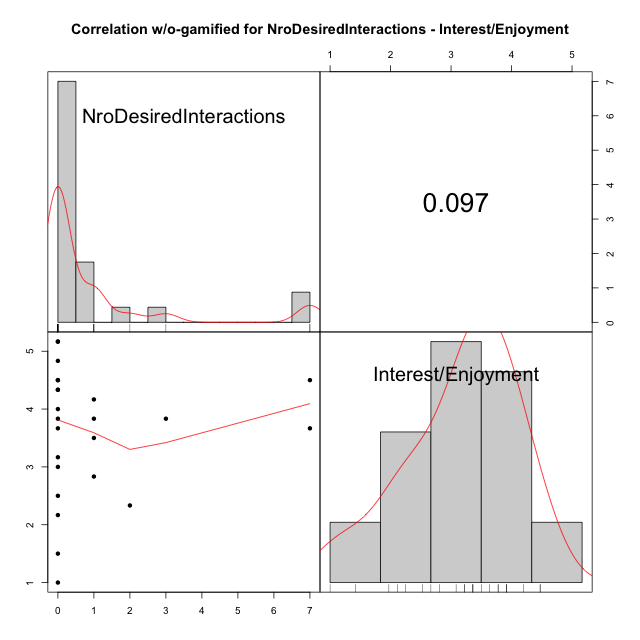 Correlation w/o-gamified for NroDesiredInteractions - Interest/Enjoyment
1 2 3 4 5
NroDesiredInteractions
0.097
7
6
5
4
3
2
1
0
Interest/Enjoyment
5
4
3
2
1
0 1 2 3 4 5 6 7